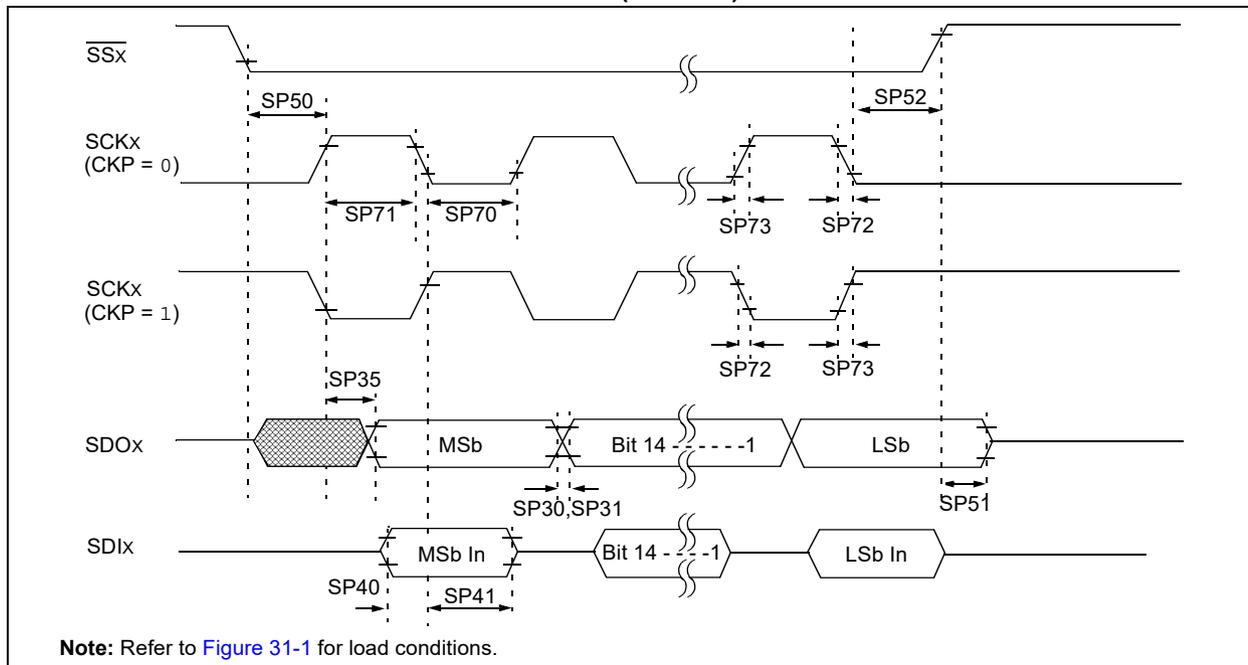 SSx
SP50
SP52
SCKx
(CKP = 0)
SP71
SP70
SP73
SP72
SCKx
(CKP = 1)
SP72
SP73
SP35
SDOx
MSb
Bit 14 - - - - - -1
LSb
SP30,SP31
SP51
SDIx
MSb In
Bit 14 - - - -1
LSb In
SP40
SP41
Note: Refer to Figure 31-1 for load conditions.